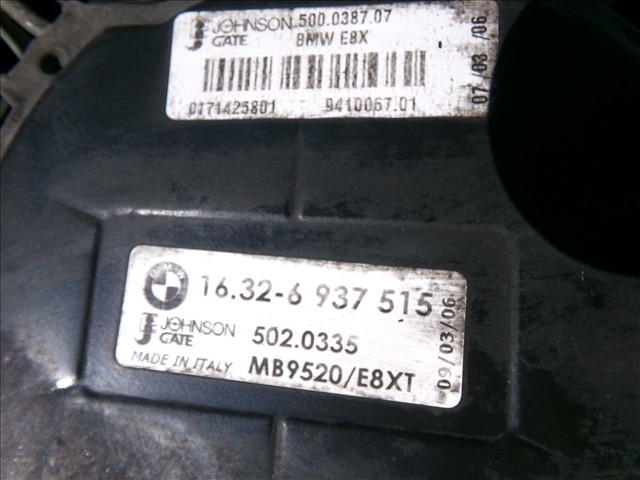 JOHNSON 500.0387.07
GATE BMW E8X
07/03/06
0171425801 9410067.01
16.32-6 937 515
JOHNSON 502.0335
GATE
MADE IN ITALY MB9520/E8XT
09/03/06